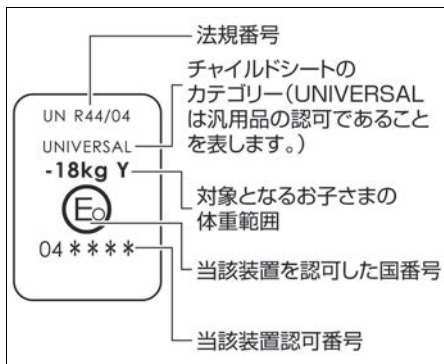 法規番号
チャイルドシートの
カテゴリー(UNIVERSAL
は汎用品の認可であること
を表します。)
対象となるお子さまの
体重範囲
当該装置を認可した国番号
当該装置認可番号
UN R44/04
UNIVERSAL
-18kg Y
E○
04＊＊＊＊